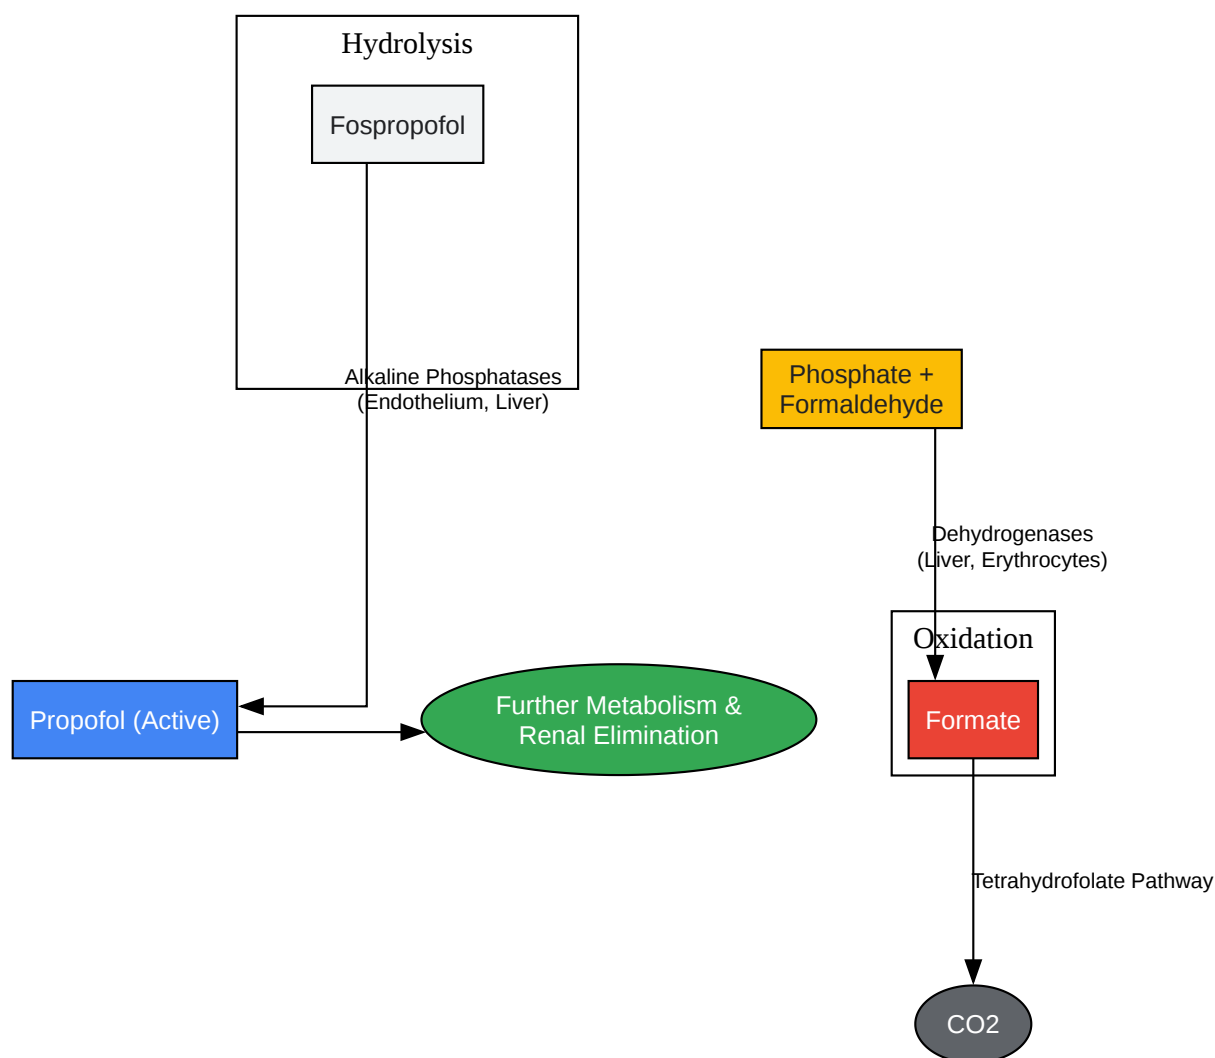 Hydrolysis
Fospropofol
Alkaline Phosphatases
(Endothelium, Liver)
Phosphate +
Formaldehyde
Dehydrogenases
(Liver, Erythrocytes)
Oxidation
Propofol (Active)
Further Metabolism &
Renal Elimination
Formate
Tetrahydrofolate Pathway
CO2